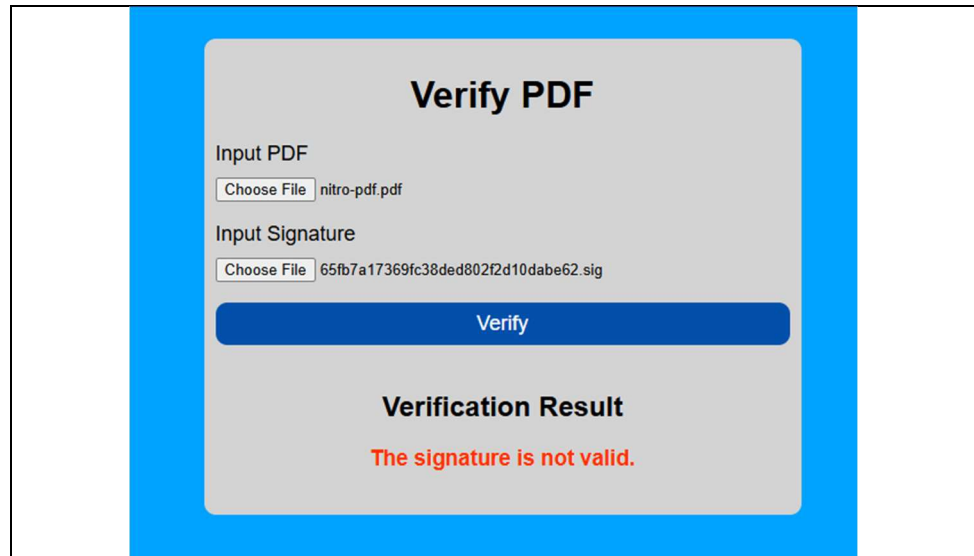 Verify PDF
Input PDF
Choose File nitro-pdf.pdf
Input Signature
Choose File 65fb7a17369fc38ded802f2d10dabe62.sig
Verify
Verification Result
The signature is not valid.